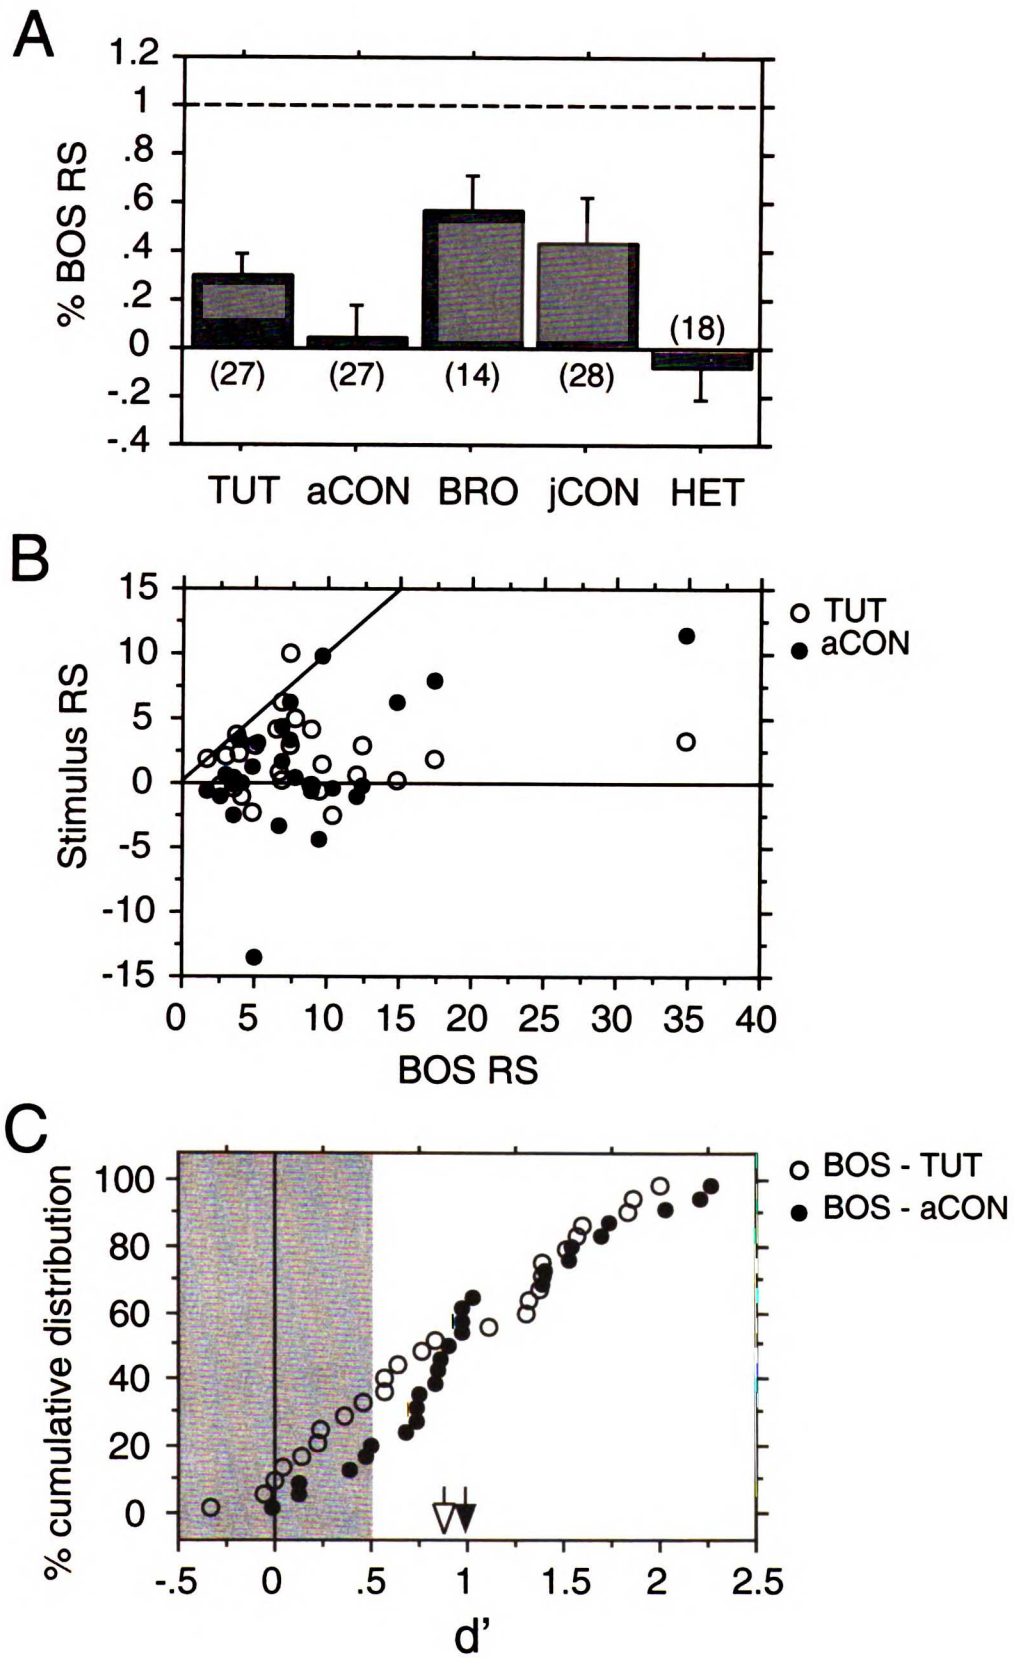 A
1.2
1
.8
.6
.4
.2
0
-.2
-.4
% BOS RS
(27)
(27)
(14)
(28)
(18)
TUT aCON BRO jCON HET
B
15
10
5
0
-5
-10
-15
Stimulus RS
TUT
aCON
0 5 10 15 20 25 30 35 40
BOS RS
C
100
80
60
40
20
0
% cumulative distribution
BOS - TUT
BOS - aCON
-.5 0 .5 1 1.5 2 2.5
d'